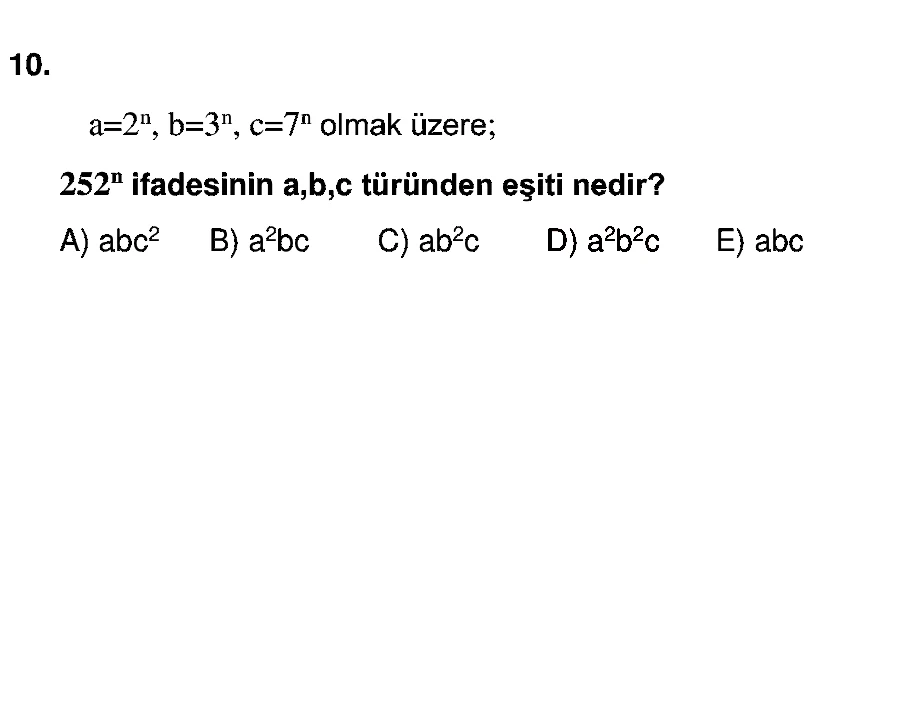 10.
a=2ⁿ, b=3ⁿ, c=7ⁿ olmak üzere;
252ⁿ ifadesinin a,b,c türünden eşiti nedir?
A) abc² B) a²bc C) ab²c D) a²b²c E) abc